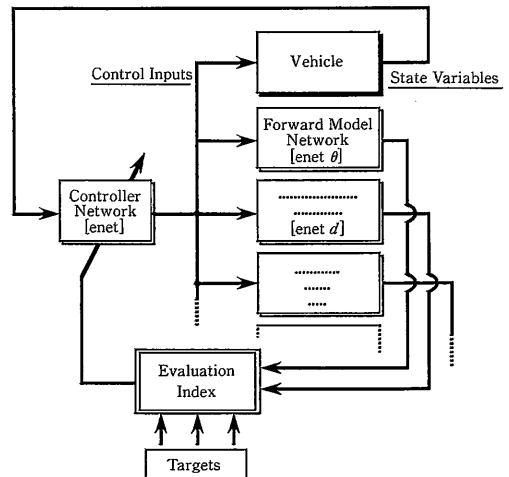 Vehicle
Control Inputs
State Variables
Forward Model
Network
[enet θ]
Controller
Network
[enet]
[enet d]
Evaluation
Index
Targets